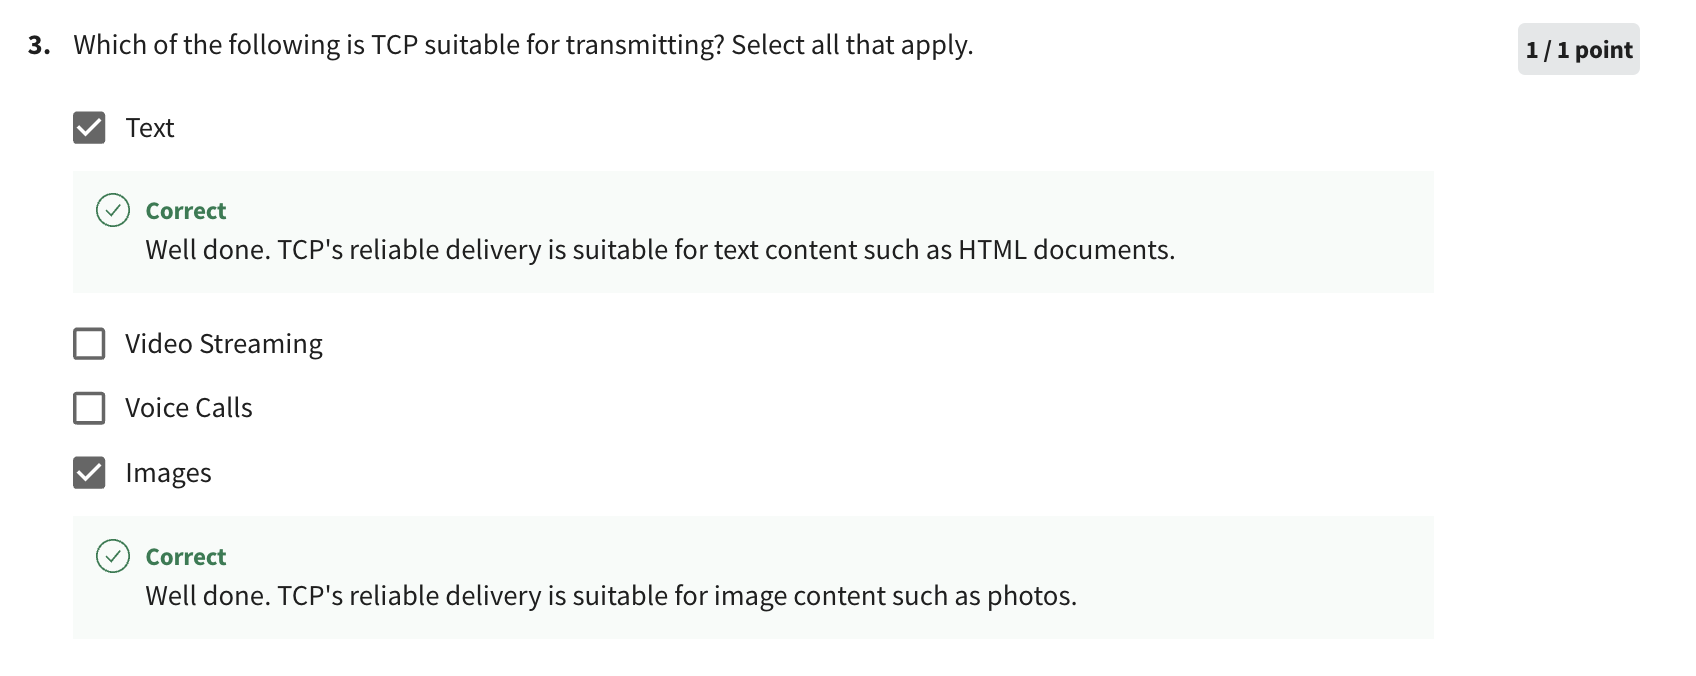 3. Which of the following is TCP suitable for transmitting? Select all that apply.
1 / 1 point
Text
Correct
Well done. TCP's reliable delivery is suitable for text content such as HTML documents.
Video Streaming
Voice Calls
Images
Correct
Well done. TCP's reliable delivery is suitable for image content such as photos.